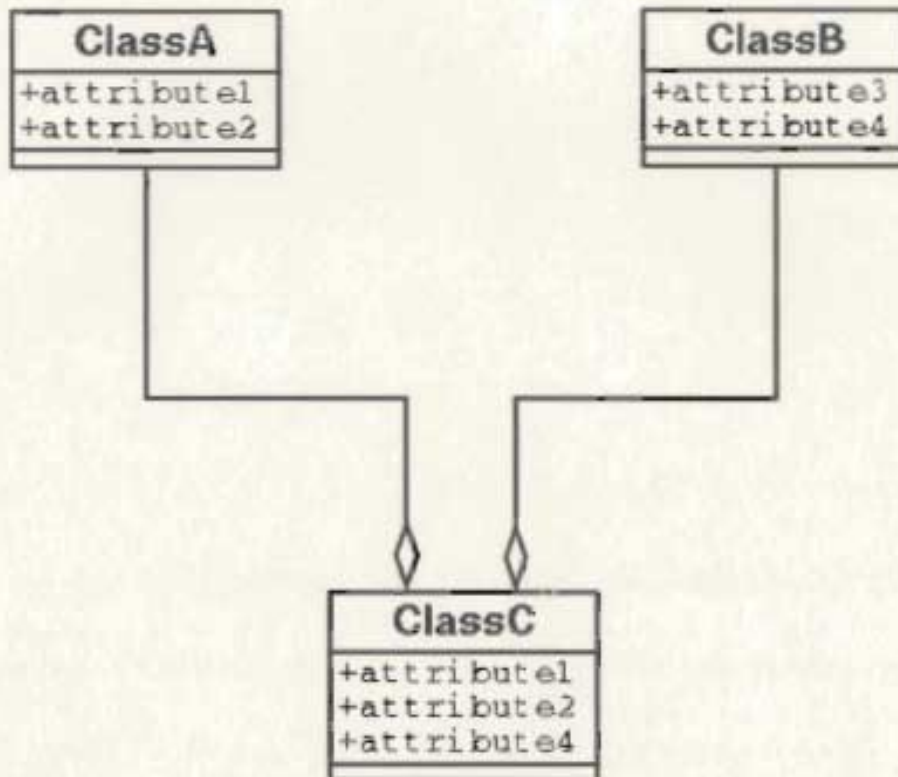 ClassA
+attribute1
+attribute2
ClassB
+attribute3
+attribute4
ClassC
+attribute1
+attribute2
+attribute4